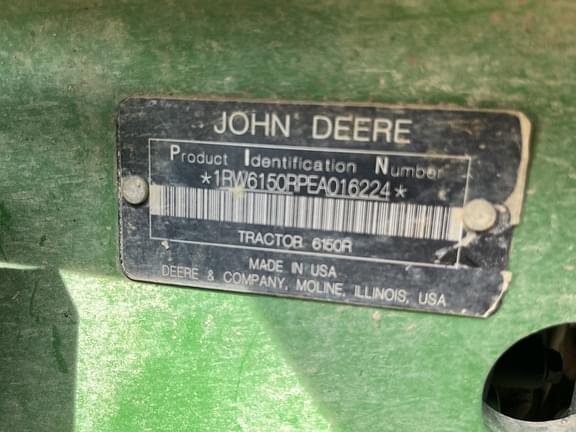 JOHN DEERE
Product Identification Number
*1RW6150RPEA016224*
TRACTOR 6150R
MADE IN USA
DEERE & COMPANY, MOLINE, ILLINOIS, USA